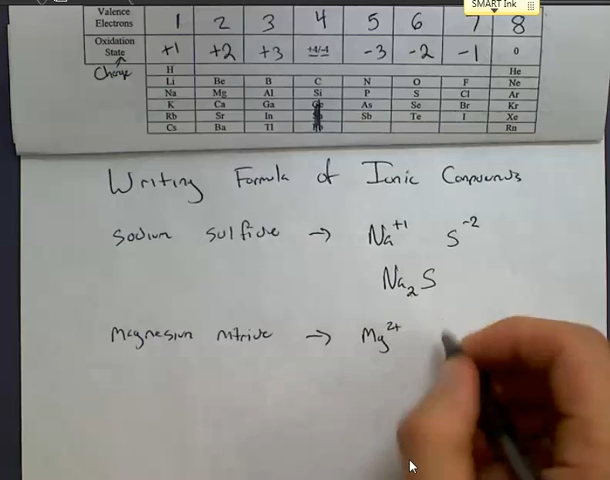 SMART Ink
Valence Electrons 1 2 3 4 5 6 7 8
Oxidation State +1 +2 +3 +4/-4 -3 -2 -1 0
Charge
H He
Li Be B C N O F Ne
Na Mg Al Si P S Cl Ar
K Ca Ga Ge As Se Br Kr
Rb Sr In Sb Te I Xe
Cs Ba Tl Rn
Writing Formula of Ionic Compounds
Sodium sulfide → Na⁺¹ S⁻²
Na₂S
Magnesium nitride → Mg²⁺